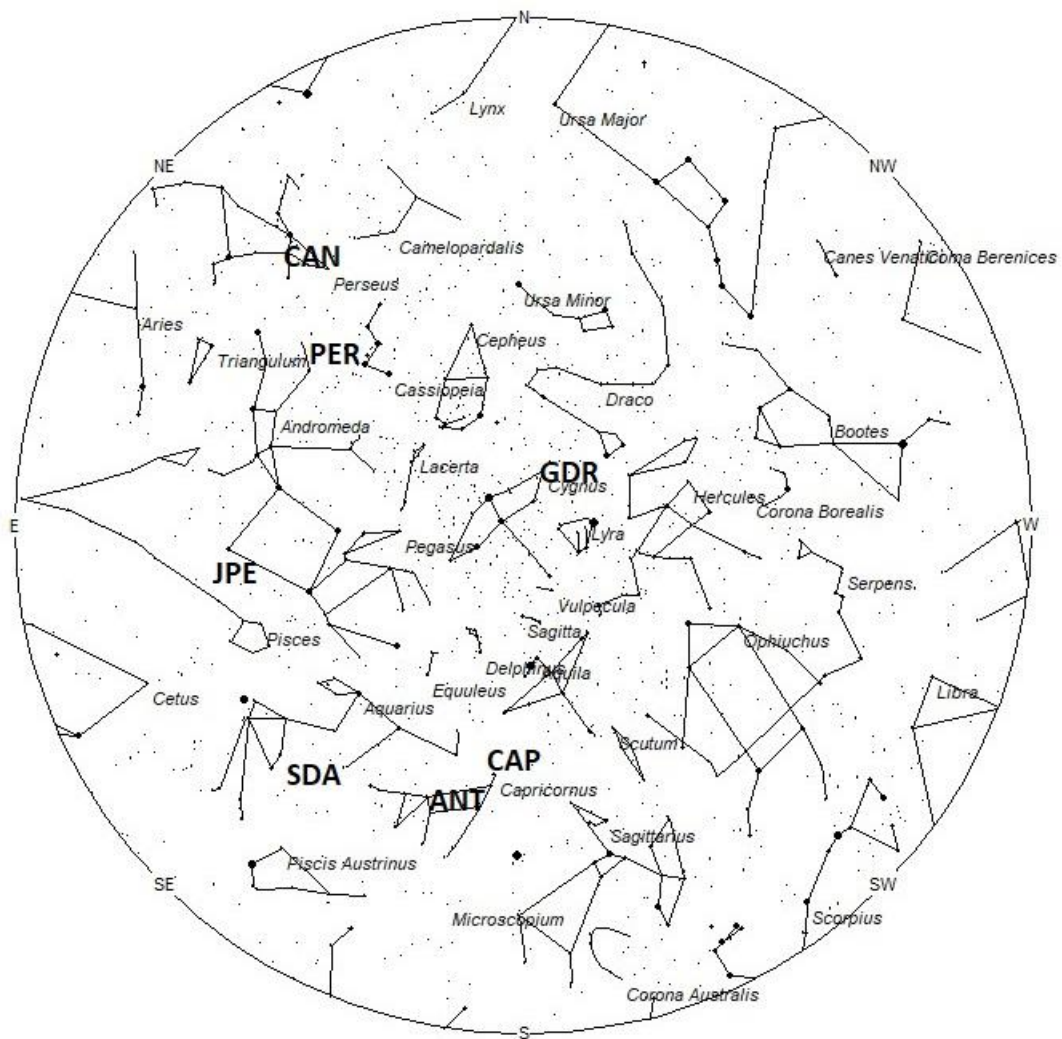 N
Lynx
Ursa Major
NE
NW
CAN
Camelopardalis
Canes Venatici
Coma Berenices
Perseus
Ursa Minor
Aries
Cepheus
PER
Triangulum
Cassiopeia
Draco
Andromeda
Bootes
Lacerta
GDR
Cygnus
Hercules
Corona Borealis
E
W
Lyra
Pegasus
JPE
Serpens.
Vulpecula
Sagitta
Pisces
Ophiuchus
Delphinus
Aquila
Equuleus
Cetus
Libra
Aquarius
Scutum
CAP
SDA
Capricornus
ANT
Sagittarius
Piscis Austrinus
SE
SW
Microscopium
Scorpius
Corona Australis
S